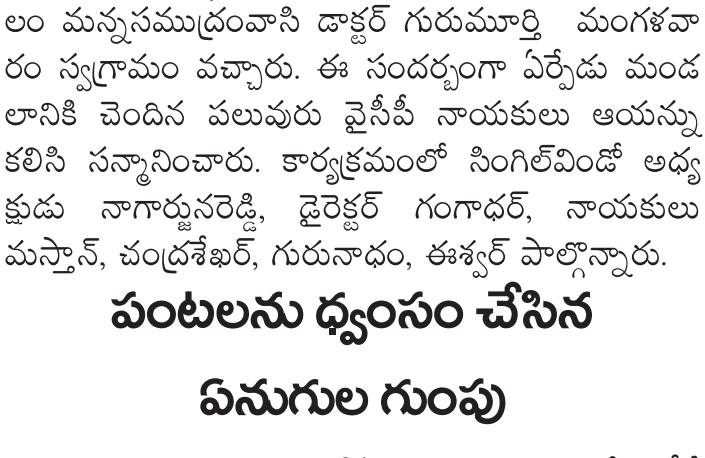 లం మన్నసముద్రంవాసి డాక్టర్ గురుమూర్తి మంగళవా
రం స్వగ్రామం వచ్చారు. ఈ సందర్భంగా ఏర్పేడు మండ
లానికి చెందిన పలువురు వైసీపీ నాయకులు ఆయన్ను
కలిసి సన్మానించారు. కార్యక్రమంలో సింగిల్‌విండో అధ్య
క్షుడు నాగార్జునరెడ్డి, డైరెక్టర్ గంగాధర్, నాయకులు
మస్తాన్, చంద్రశేఖర్, గురునాధం, ఈశ్వర్ పాల్గొన్నారు.
పంటలను ధ్వంసం చేసిన
ఏనుగుల గుంపు